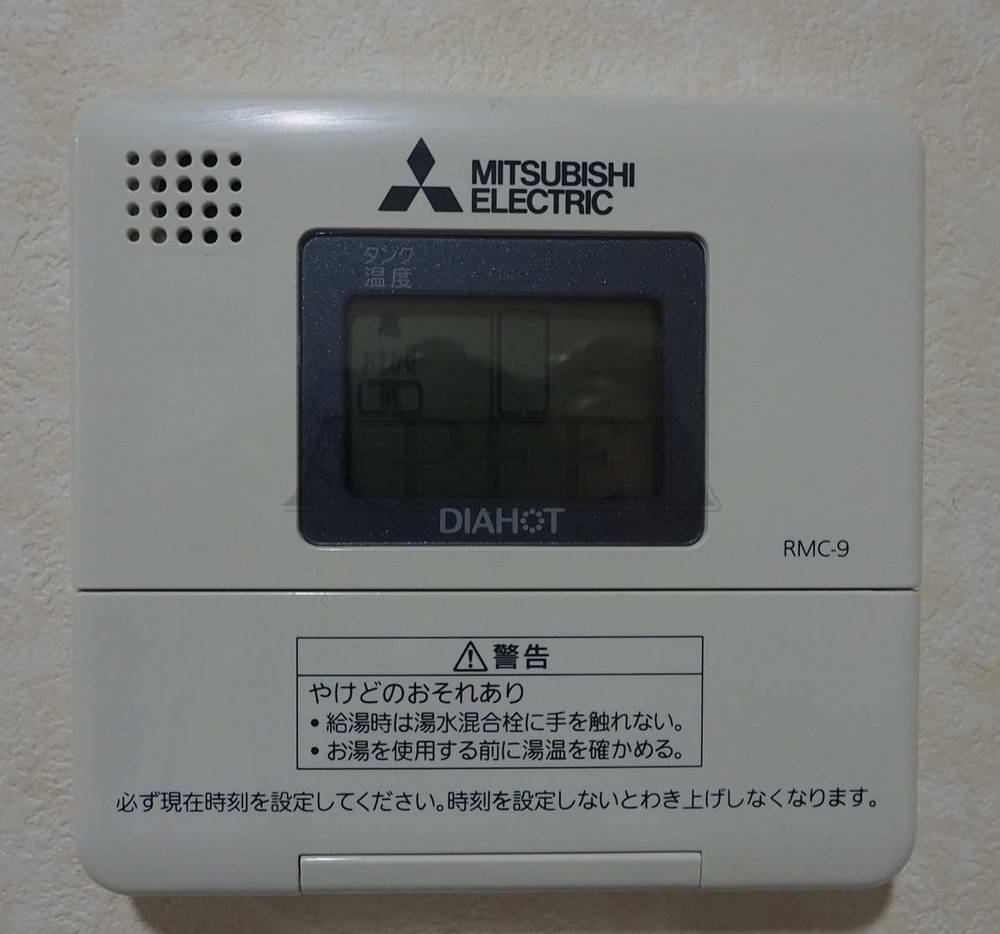 MITSUBISHI
ELECTRIC
タンク
温度
DIAHOT
RMC-9
警告
やけどのおそれあり
・給湯時は湯水混合栓に手を触れない。
・お湯を使用する前に湯温を確かめる。
必ず現在時刻を設定してください。時刻を設定しないとわき上げしなくなります。